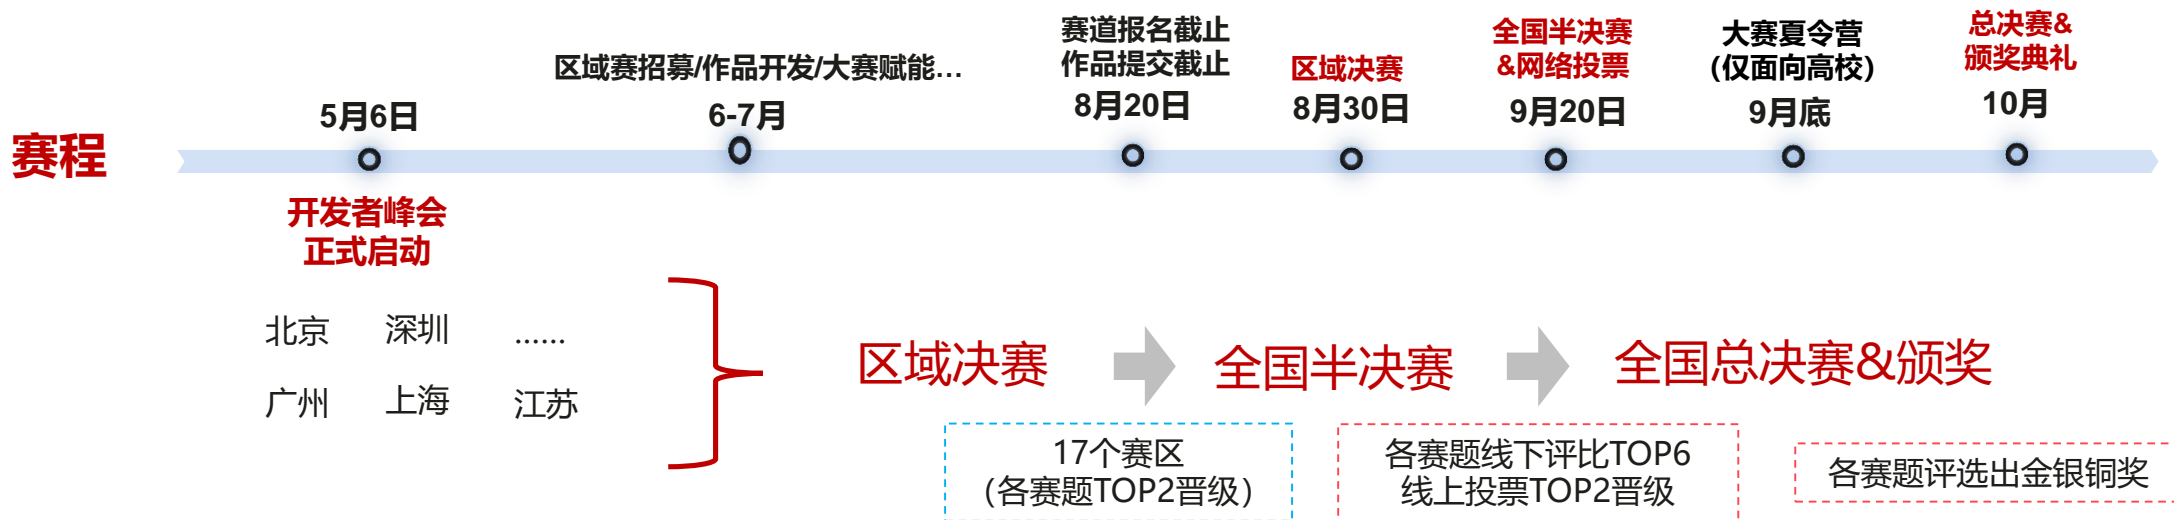 赛程
5月6日
开发者峰会
正式启动
区域赛招募/作品开发/大赛赋能...
6-7月
赛道报名截止
作品提交截止
8月20日
区域决赛
8月30日
全国半决赛
&网络投票
9月20日
大赛夏令营
（仅面向高校）
9月底
总决赛&
颁奖典礼
10月
北京 深圳 ......
广州 上海 江苏
区域决赛
全国半决赛
全国总决赛&颁奖
17个赛区
（各赛题TOP2晋级）
各赛题线下评比TOP6
线上投票TOP2晋级
各赛题评选出金银铜奖